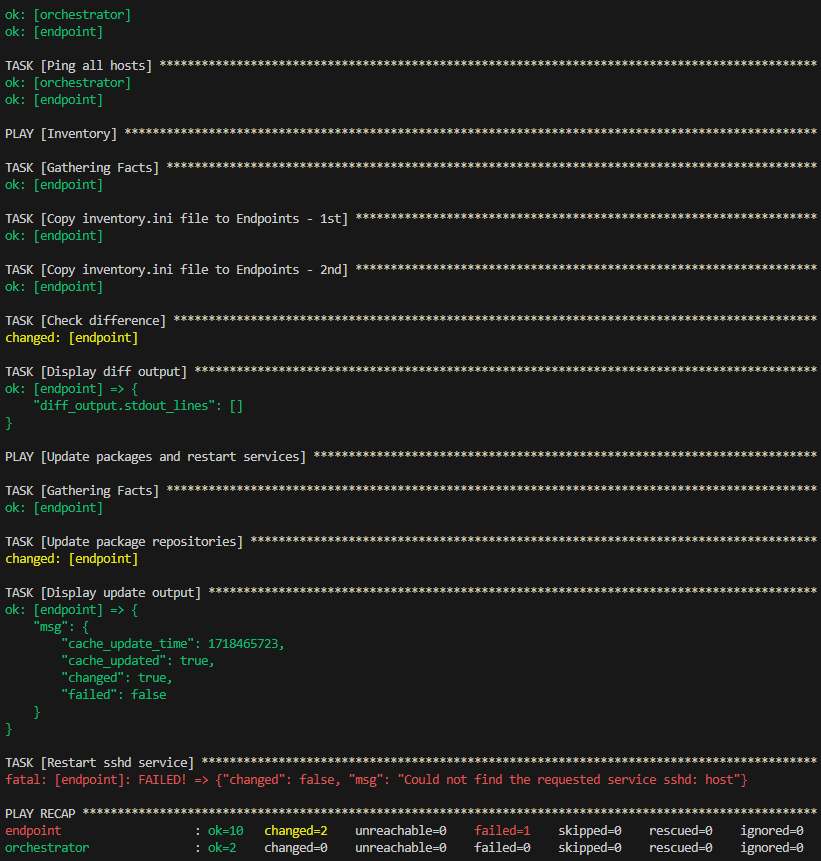 ok: [orchestrator]
ok: [endpoint]
TASK [Ping all hosts] **********************************************************************************************
ok: [orchestrator]
ok: [endpoint]
PLAY [Inventory] ***************************************************************************************************
TASK [Gathering Facts] *********************************************************************************************
ok: [endpoint]
TASK [Copy inventory.ini file to Endpoints - 1st] ******************************************************************
ok: [endpoint]
TASK [Copy inventory.ini file to Endpoints - 2nd] ******************************************************************
ok: [endpoint]
TASK [Check difference] ********************************************************************************************
changed: [endpoint]
TASK [Display diff output] *****************************************************************************************
ok: [endpoint] => {
    "diff_output.stdout_lines": []
}
PLAY [Update packages and restart services] ************************************************************************
TASK [Gathering Facts] *********************************************************************************************
ok: [endpoint]
TASK [Update package repositories] *********************************************************************************
changed: [endpoint]
TASK [Display update output] ***************************************************************************************
ok: [endpoint] => {
    "msg": {
        "cache_update_time": 1718465723,
        "cache_updated": true,
        "changed": true,
        "failed": false
    }
}
TASK [Restart sshd service] ****************************************************************************************
fatal: [endpoint]: FAILED! => {"changed": false, "msg": "Could not find the requested service sshd: host"}
PLAY RECAP *********************************************************************************************************
endpoint                   : ok=10   changed=2    unreachable=0    failed=1    skipped=0    rescued=0    ignored=0
orchestrator               : ok=2    changed=0    unreachable=0    failed=0    skipped=0    rescued=0    ignored=0